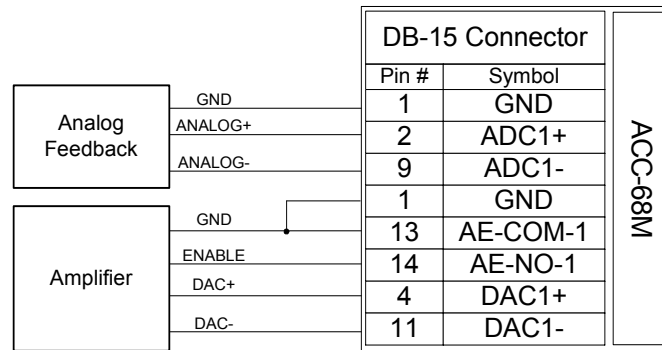 DB-15 Connector
Pin # Symbol
GND 1 GND
Analog Feedback ANALOG+ 2 ADC1+
ANALOG- 9 ADC1-
1 GND
GND 13 AE-COM-1
ENABLE 14 AE-NO-1
Amplifier DAC+ 4 DAC1+
DAC- 11 DAC1-
ACC-68M